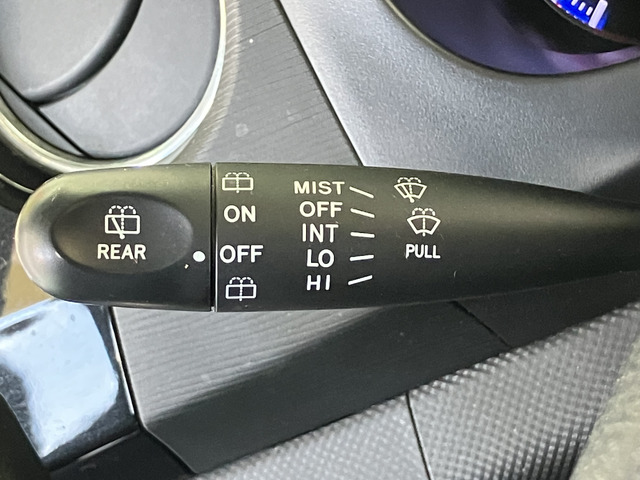 REAR
ON
OFF
MIST
OFF
INT
LO
HI
PULL